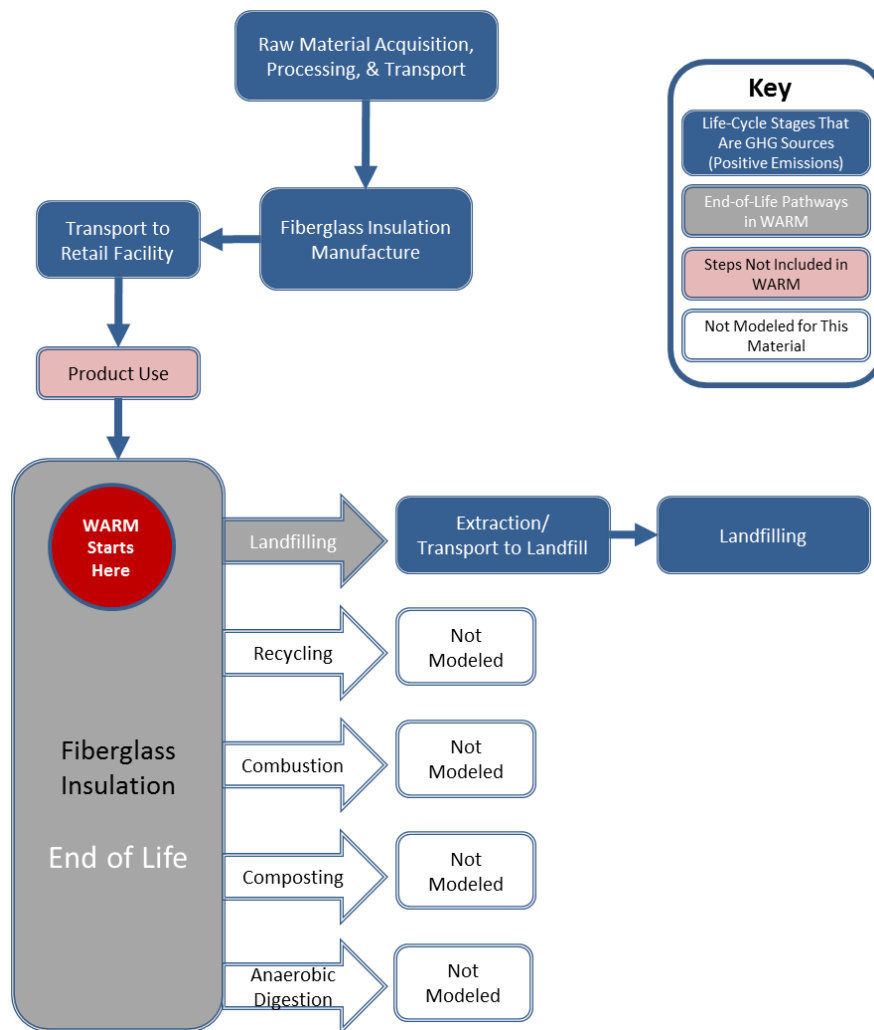 Raw Material Acquisition,
Processing, & Transport
Key
Life-Cycle Stages That
Are GHG Sources
(Positive Emissions)
End-of-Life Pathways
in WARM
Steps Not Included in
WARM
Not Modeled for This
Material
Fiberglass Insulation
Manufacture
Transport to
Retail Facility
Product Use
WARM
Starts
Here
Fiberglass
Insulation
End of Life
Landfilling
Extraction/
Transport to Landfill
Landfilling
Recycling
Not
Modeled
Combustion
Not
Modeled
Composting
Not
Modeled
Anaerobic
Digestion
Not
Modeled